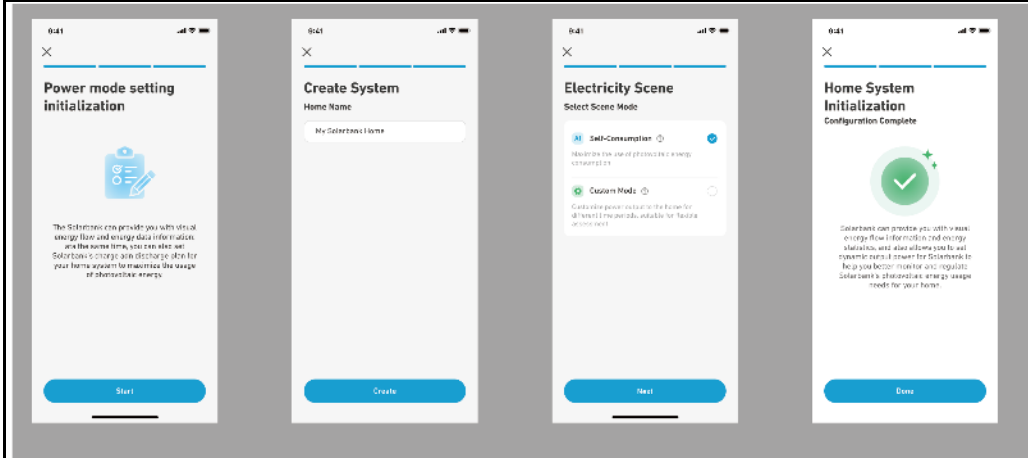 9:41
Power mode setting
initialization
The Solarbank can provide you with visual
energy flow and energy data information,
ata the same time, you can also set
Solarbank's charge adn discharge plan for
your home system to maximize the usage
of photovoltaic energy
Start
9:41
Create System
Home Name
My Solarbank Home
Create
9:41
Electricity Scene
Select Scene Mode
AI Self-Consumption
Maximize the use of photovoltaic energy
consumption
Custom Mode
Customize power output to the home for
different time periods, suitable for flexible
assessment
Next
9:41
Home System
Initialization
Configuration Complete
Solarbank can provide you with visual
energy flow information and energy
statistics, and also allows you to set
dynamic output power for Solarbank to
help you better monitor and regulate
Solarbank's photovoltaic energy usage
needs for your home.
Done